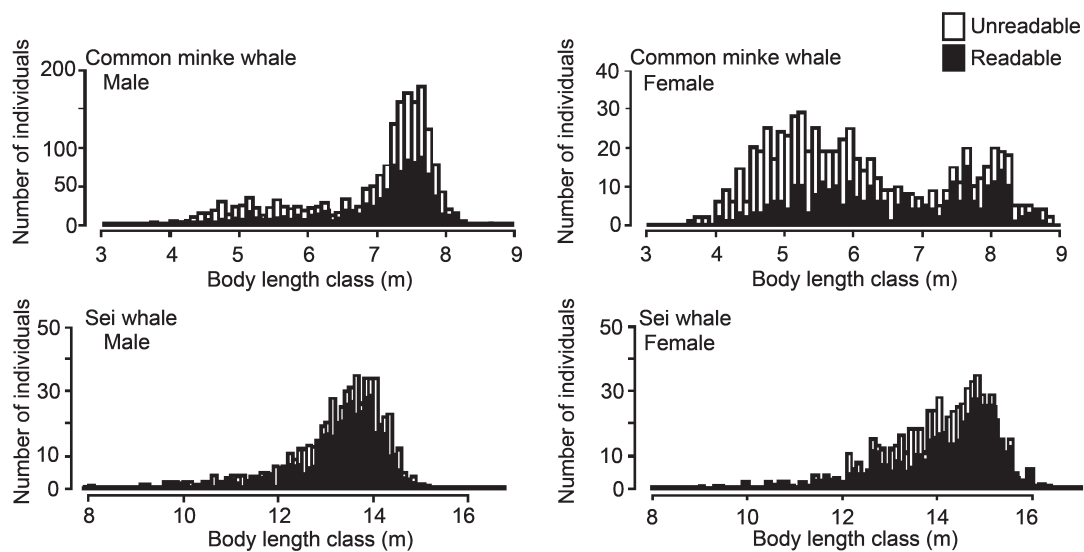 Unreadable
Readable
Common minke whale
Male
Number of individuals
200
100
50
0
3 4 5 6 7 8 9
Body length class (m)
Common minke whale
Female
Number of individuals
40
30
20
10
0
3 4 5 6 7 8 9
Body length class (m)
Sei whale
Male
Number of individuals
50
30
10
0
8 10 12 14 16
Body length class (m)
Sei whale
Female
Number of individuals
50
30
10
0
8 10 12 14 16
Body length class (m)